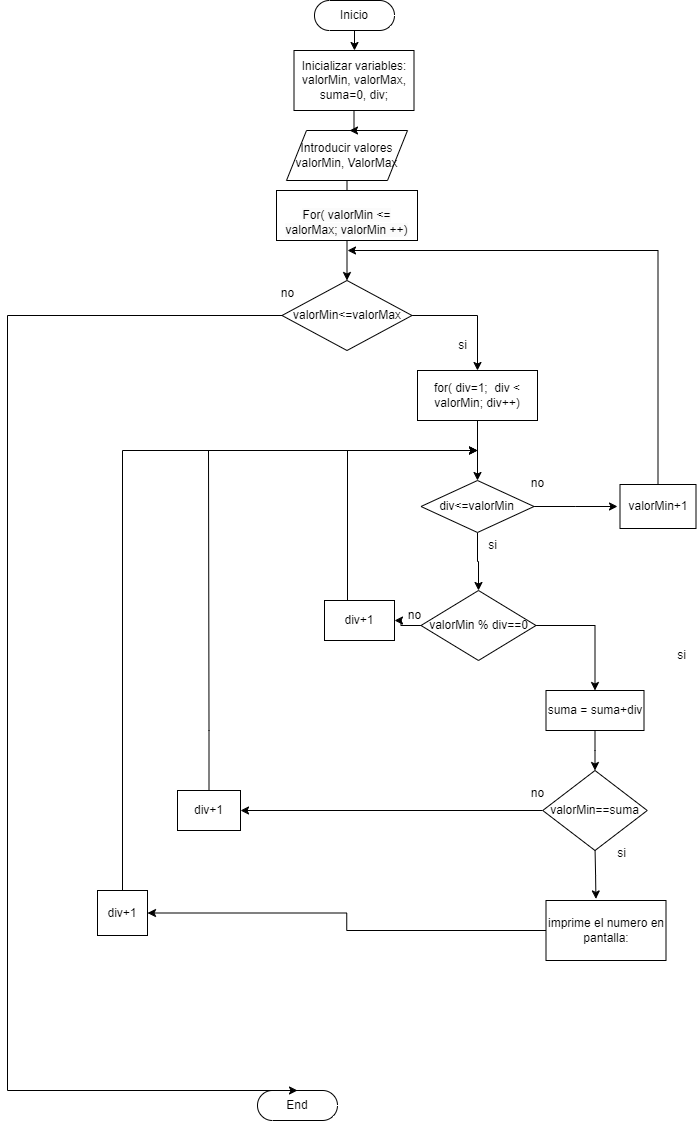 Inicio
Inicializar variables:
valorMin, valorMax,
suma=0, div;
Introducir valores
valorMin, ValorMax
For( valorMin <=
valorMax; valorMin ++)
no
valorMin<=valorMax
si
for( div=1;  div <
valorMin; div++)
no
div<=valorMin
valorMin+1
si
no
div+1
valorMin % div==0
si
suma = suma+div
no
div+1
valorMin==suma
si
div+1
imprime el numero en
pantalla:
End